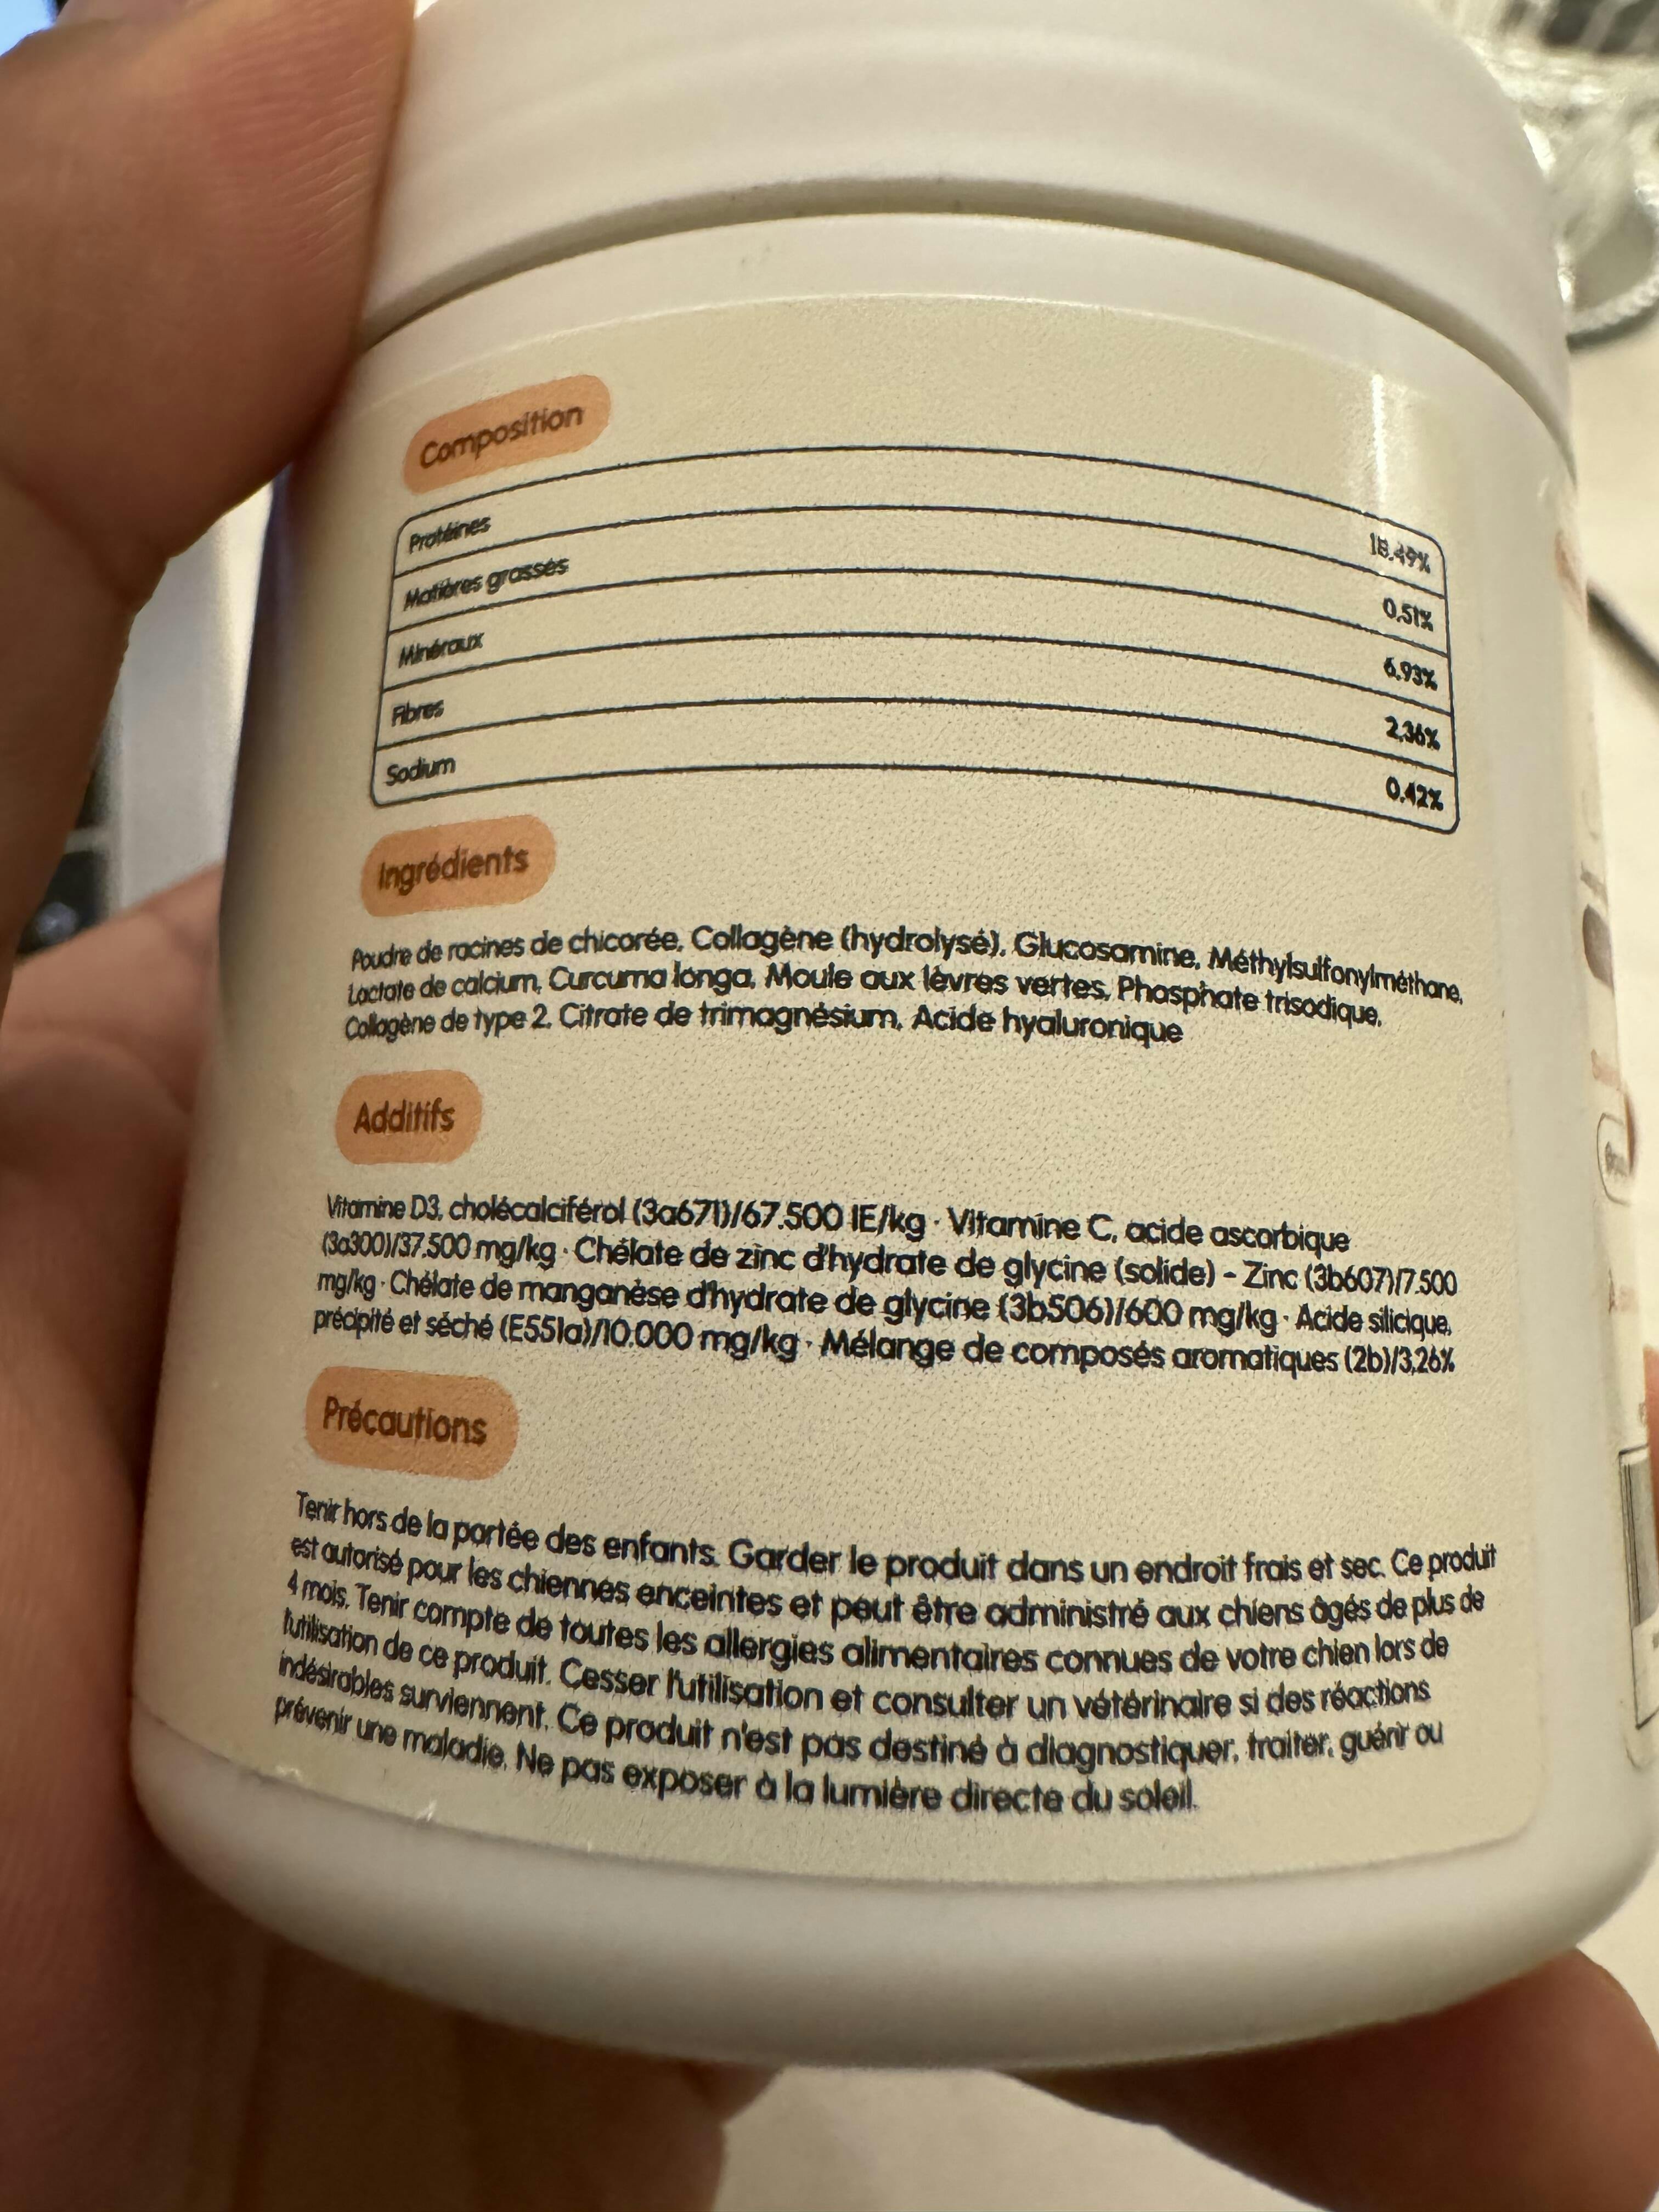 Composition
Protéines 18.49%
Matières grasses 0.51%
Minéraux 6.93%
Fibres 2.36%
Sodium 0.42%
Ingrédients
Poudre de racines de chicorée, Collagène (hydrolysé), Glucosamine, Méthylsulfonylméthane,
Lactate de calcium, Curcuma longa, Moule aux lèvres vertes, Phosphate trisodique,
Collagène de type 2, Citrate de trimagnésium, Acide hyaluronique
Additifs
Vitamine D3, cholécalciférol (3a671)/67.500 IE/kg · Vitamine C, acide ascorbique
(3a300)/37.500 mg/kg · Chélate de zinc d'hydrate de glycine (solide) - Zinc (3b607)/7.500
mg/kg · Chélate de manganèse d'hydrate de glycine (3b506)/600 mg/kg · Acide silicique,
précipité et séché (E551a)/10.000 mg/kg · Mélange de composés aromatiques (2b)/3,26%
Précautions
Tenir hors de la portée des enfants. Garder le produit dans un endroit frais et sec. Ce produit
est autorisé pour les chiennes enceintes et peut être administré aux chiens âgés de plus de
4 mois. Tenir compte de toutes les allergies alimentaires connues de votre chien lors de
l'utilisation de ce produit. Cesser l'utilisation et consulter un vétérinaire si des réactions
indésirables surviennent. Ce produit n'est pas destiné à diagnostiquer, traiter, guérir ou
prévenir une maladie. Ne pas exposer à la lumière directe du soleil.